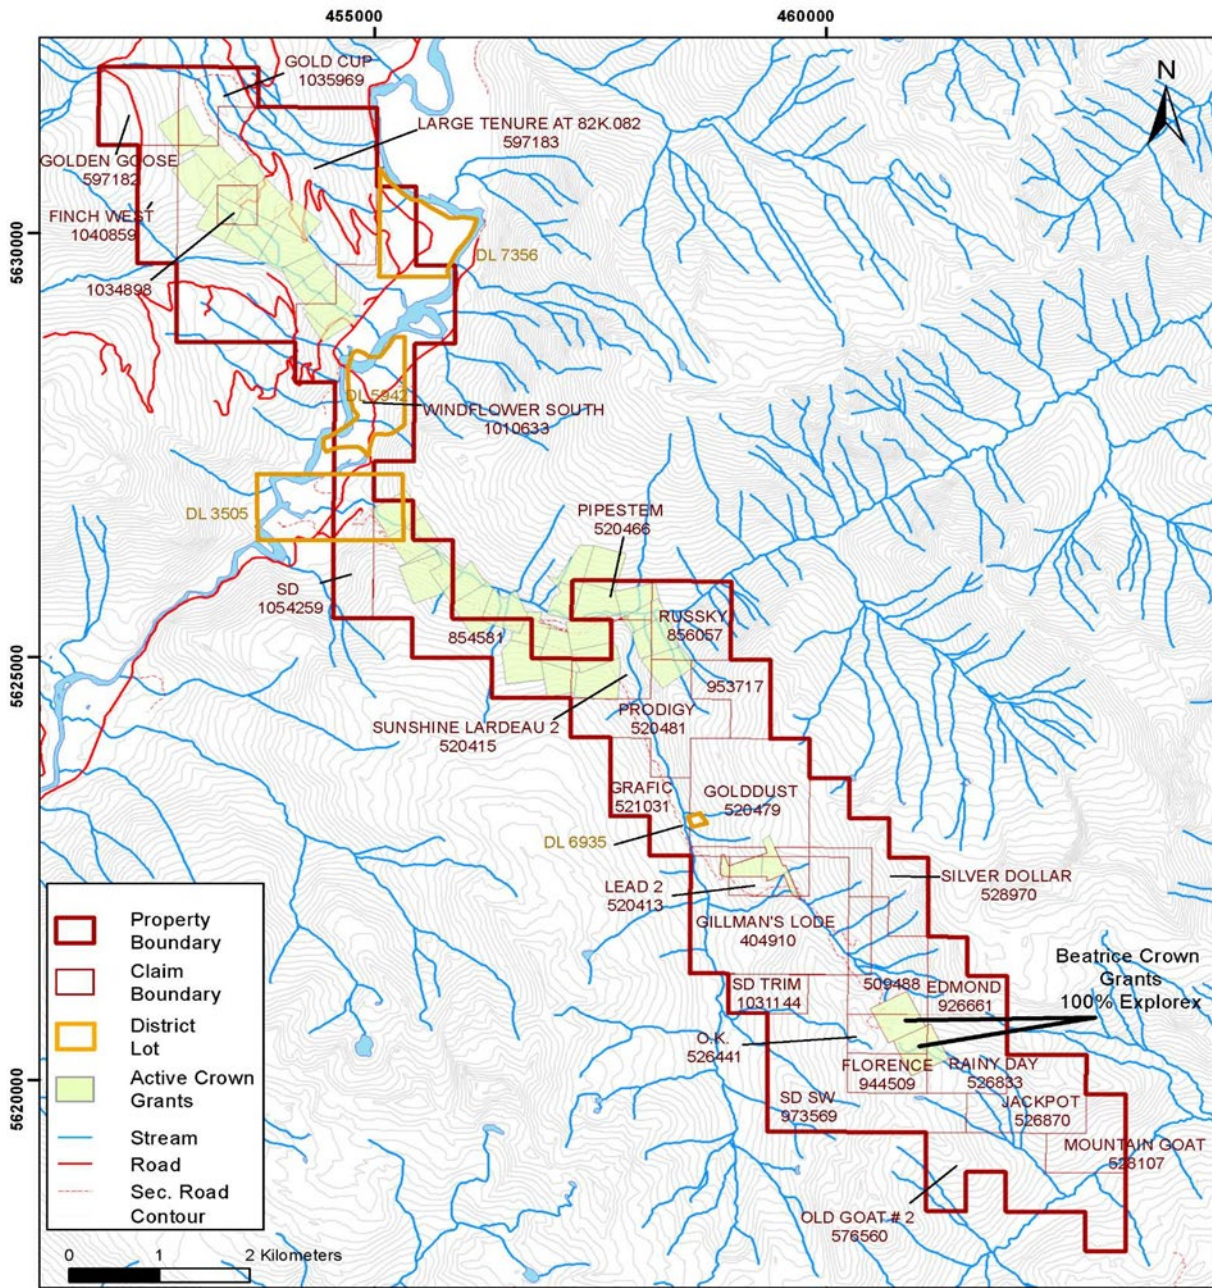 455000
460000
N
GOLD CUP
1035969
LARGE TENURE AT 82K.082
597183
GOLDEN GOOSE
597182
FINCH WEST
1040859
1034898
5630000
DL 7356
DL 5942
WINDFLOWER SOUTH
1010633
DL 3505
PIPESTEM
520466
SD
1054259
854581
RUSSKY
856057
5625000
953717
SUNSHINE LARDEAU 2
520415
PRODIGY
520481
GRAFIC
521031
GOLDDUST
520479
DL 6935
LEAD 2
520413
SILVER DOLLAR
528970
GILLMAN'S LODE
404910
Beatrice Crown
Grants
100% Explorex
SD TRIM
1031144
509488
EDMOND
926661
O.K.
526441
FLORENCE
944509
RAINY DAY
526833
5620000
SD SW
973569
JACKPOT
526870
MOUNTAIN GOAT
528107
OLD GOAT # 2
576560
Property
Boundary
Claim
Boundary
District
Lot
Active Crown
Grants
Stream
Road
Sec. Road
Contour
0 1 2 Kilometers